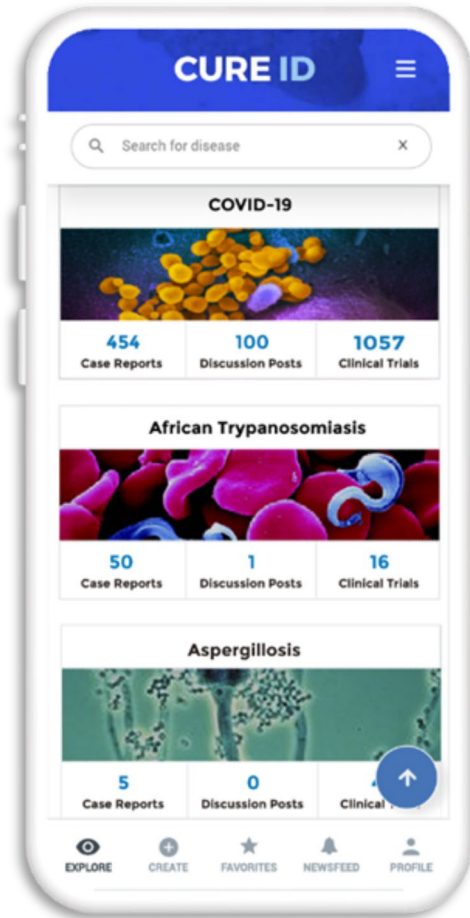 CURE ID
Search for disease X
COVID-19
454 100 1057
Case Reports Discussion Posts Clinical Trials
African Trypanosomiasis
50 1 16
Case Reports Discussion Posts Clinical Trials
Aspergillosis
5 0
Case Reports Discussion Posts Clinical
EXPLORE CREATE FAVORITES NEWSFEED PROFILE